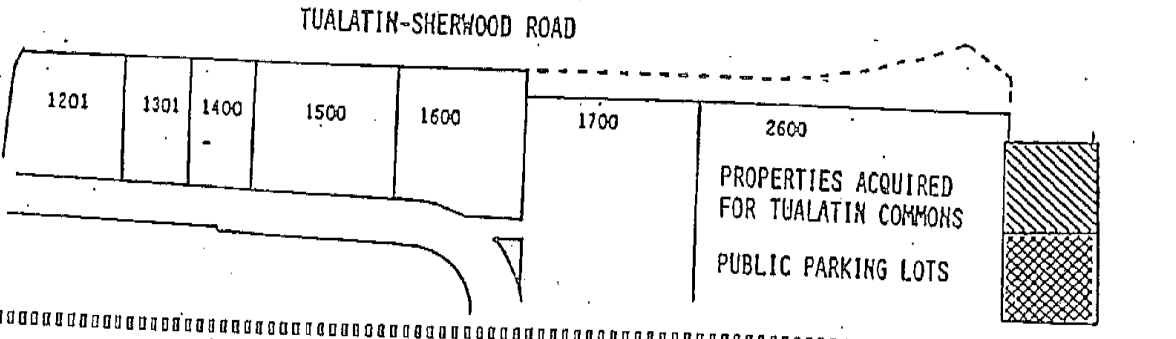 TUALATIN-SHERWOOD ROAD
1201 1301 1400 1500 1600 1700 2600
PROPERTIES ACQUIRED
FOR TUALATIN COMMONS
PUBLIC PARKING LOTS